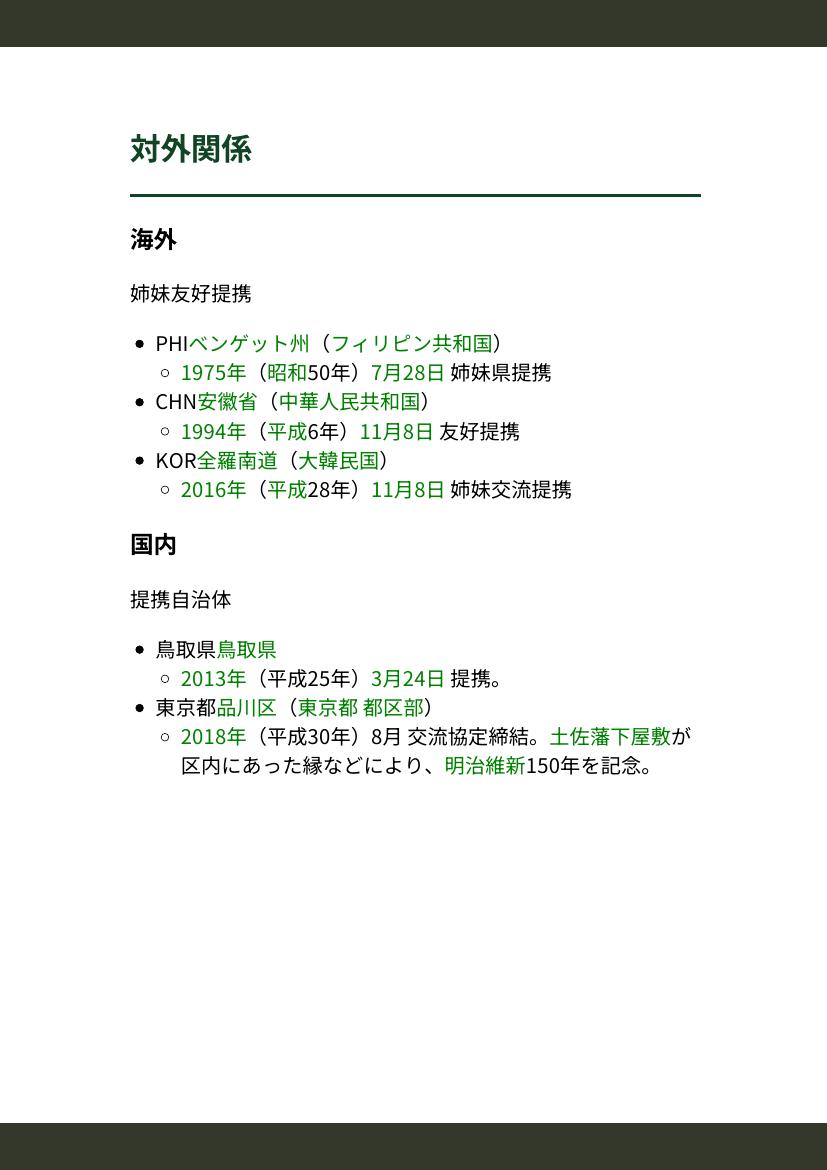 対外関係
海外
姉妹友好提携
• PHIベンゲット州（フィリピン共和国）
◦ 1975年（昭和50年）7月28日 姉妹県提携
• CHN安徽省（中華人民共和国）
◦ 1994年（平成6年）11月8日 友好提携
• KOR全羅南道（大韓民国）
◦ 2016年（平成28年）11月8日 姉妹交流提携
国内
提携自治体
• 鳥取県鳥取県
◦ 2013年（平成25年）3月24日 提携。
• 東京都品川区（東京都 都区部）
◦ 2018年（平成30年）8月 交流協定締結。土佐藩下屋敷が
区内にあった縁などにより、明治維新150年を記念。